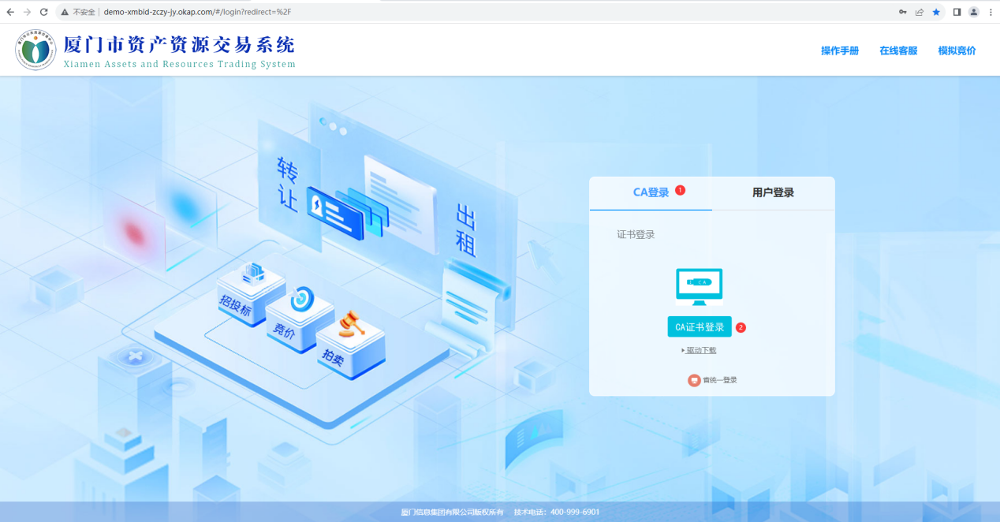 不安全 | demo-xmbid-zczy-jy.okap.com/#/login?redirect=%2F
厦门市资产资源交易系统
Xiamen Assets and Resources Trading System
操作手册 在线客服 模拟竞价
转让
出租
招投标
竞价
拍卖
CA登录 1 用户登录
证书登录
CA
CA证书登录 2
驱动下载
省统一登录
厦门信息集团有限公司版权所有 技术电话：400-999-6901